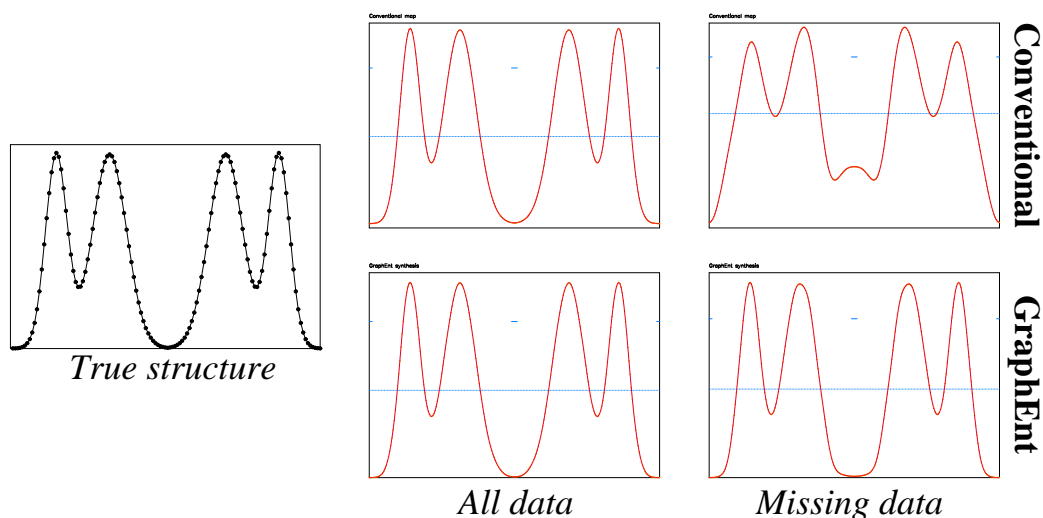 Conventional map
Conventional map
Conventional
True structure
GraphEnt synthesis
GraphEnt synthesis
GraphEnt
All data
Missing data